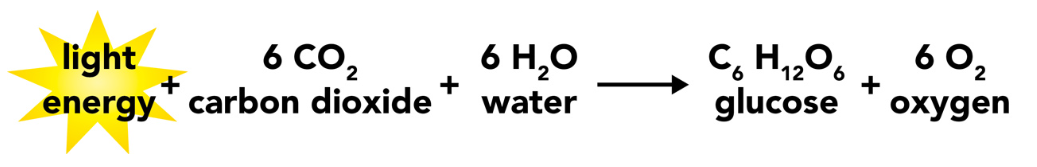 light + 6 CO₂ + 6 H₂O → C₆ H₁₂O₆ + 6 O₂
energy carbon dioxide water glucose oxygen